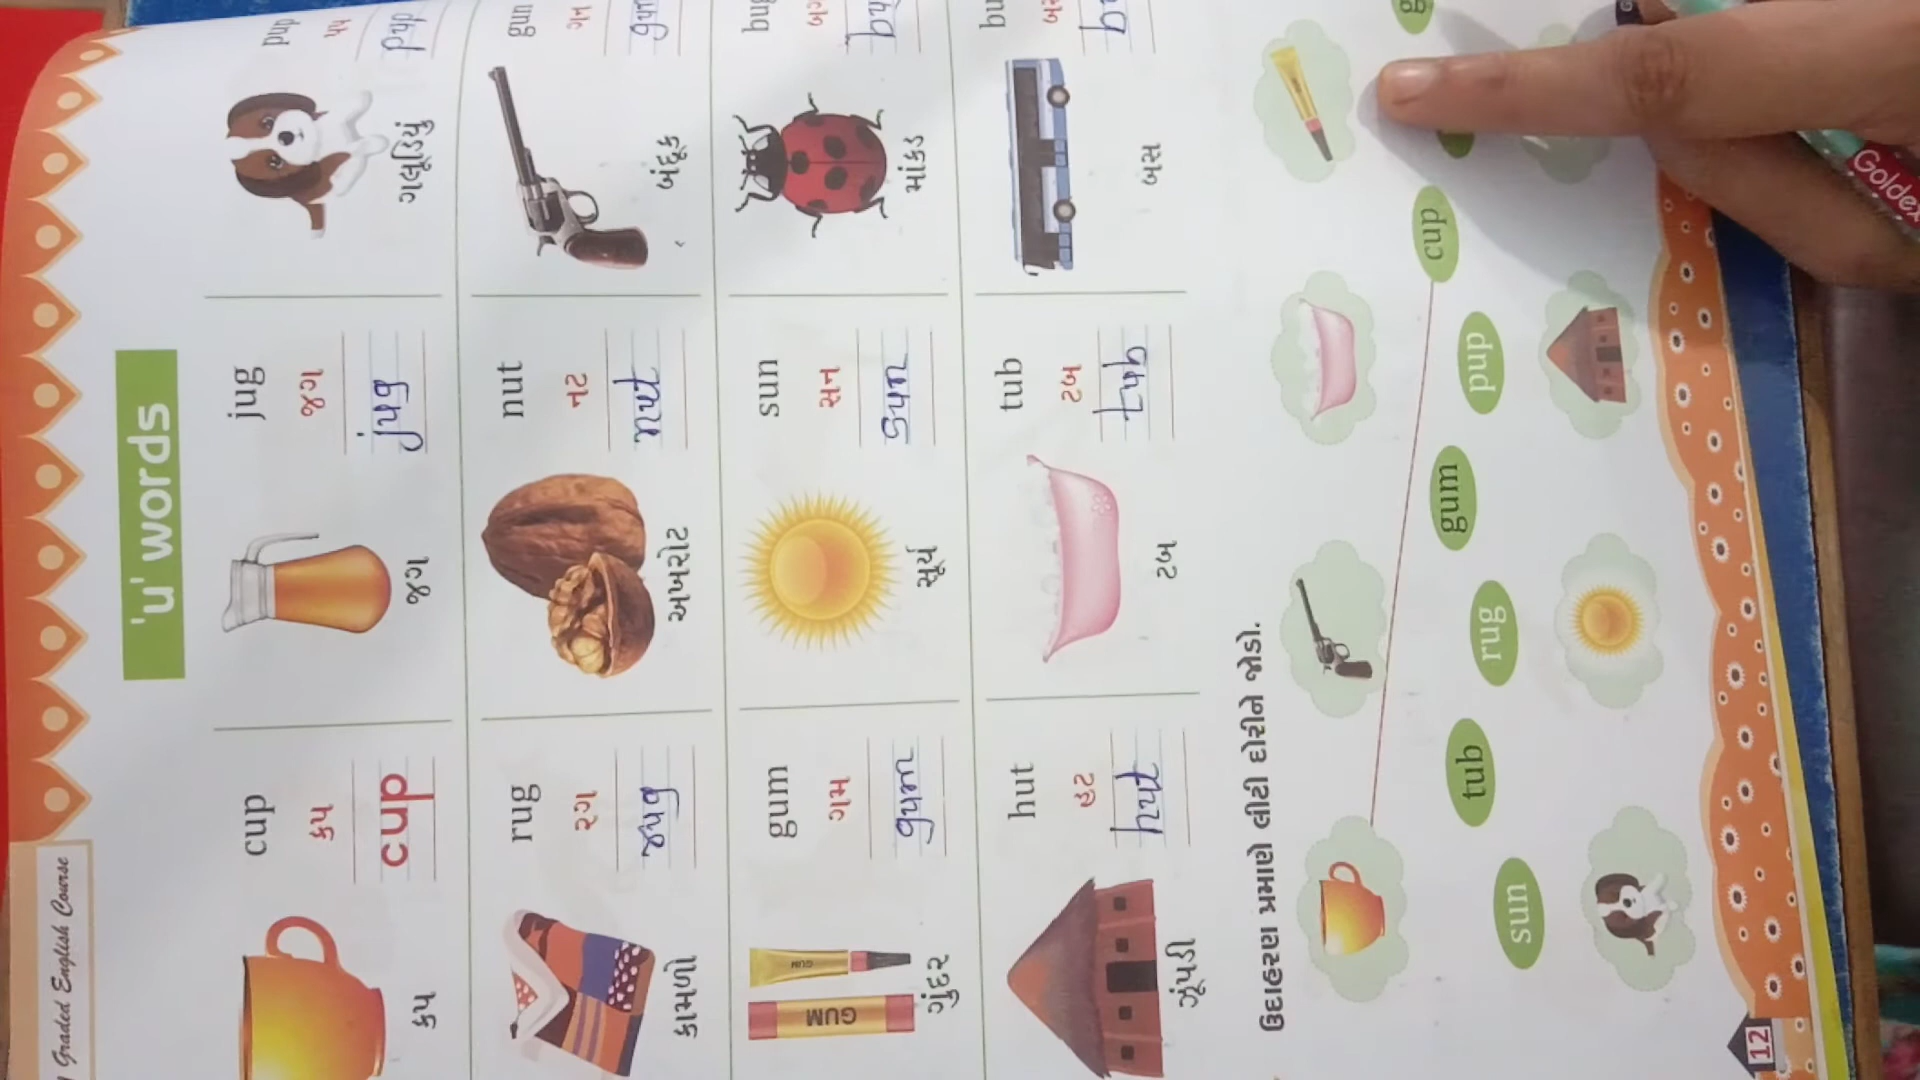 Graded English Course
'u' words
cup
કપ
cup
કપ
jug
જગ
jug
જગ
pup
પપ
pup
ગલૂડિયું
rug
રગ
rug
કામળો
nut
નટ
nut
અખરોટ
gun
ગન
gun
બંદૂક
gum
ગમ
gum
GUM
GUM
ગુંદર
sun
સન
sun
સૂર્ય
માંકડ
hut
હટ
hut
ઝૂંપડી
tub
ટબ
tub
ટબ
બસ
ઉદાહરણ પ્રમાણે લીટી દોરીને જોડો.
sun
tub
rug
gum
pup
cup
12
Goldex